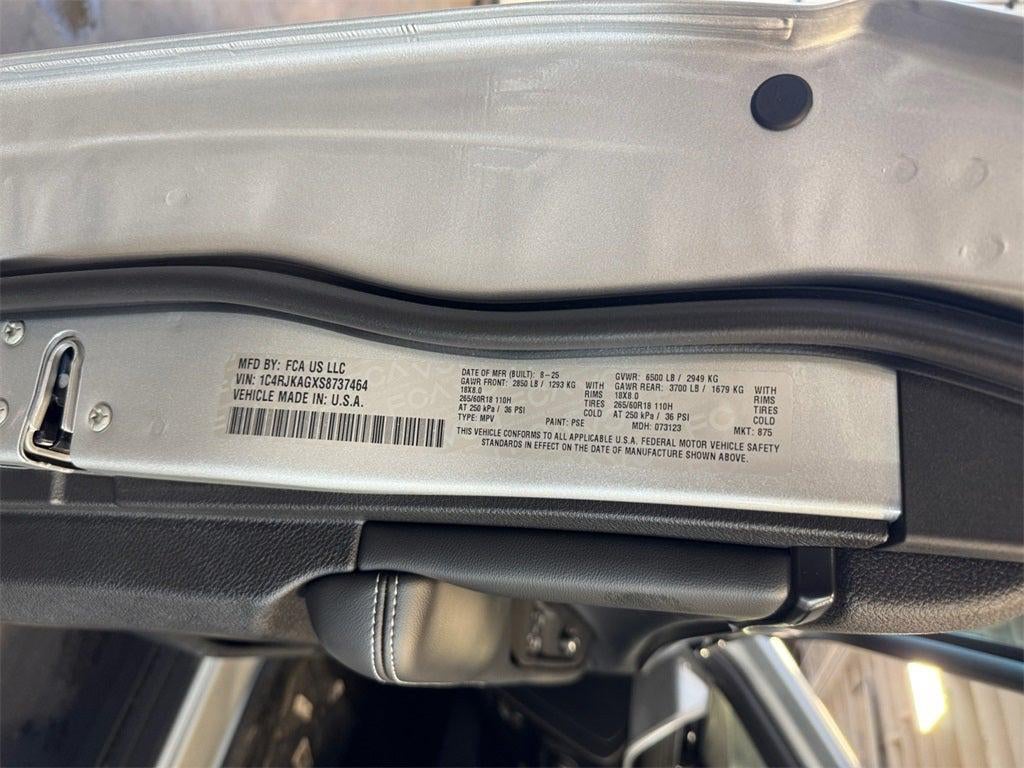 MFD BY: FCA US LLC
VIN: 1C4RJKAGXS8737464
VEHICLE MADE IN: U.S.A.
DATE OF MFR (BUILT): 8-25
GAWR FRONT: 2850 LB / 1293 KG WITH
18X8.0 RIMS
265/60R18 110H TIRES
AT 250 kPa / 36 PSI COLD
TYPE: MPV PAINT: PSE
GVWR: 6500 LB / 2949 KG
GAWR REAR: 3700 LB / 1679 KG WITH
18X8.0 RIMS
265/60R18 110H TIRES
AT 250 kPa / 36 PSI COLD
MDH: 073123 MKT: 875
THIS VEHICLE CONFORMS TO ALL APPLICABLE U.S.A. FEDERAL MOTOR VEHICLE SAFETY
STANDARDS IN EFFECT ON THE DATE OF MANUFACTURE SHOWN ABOVE.